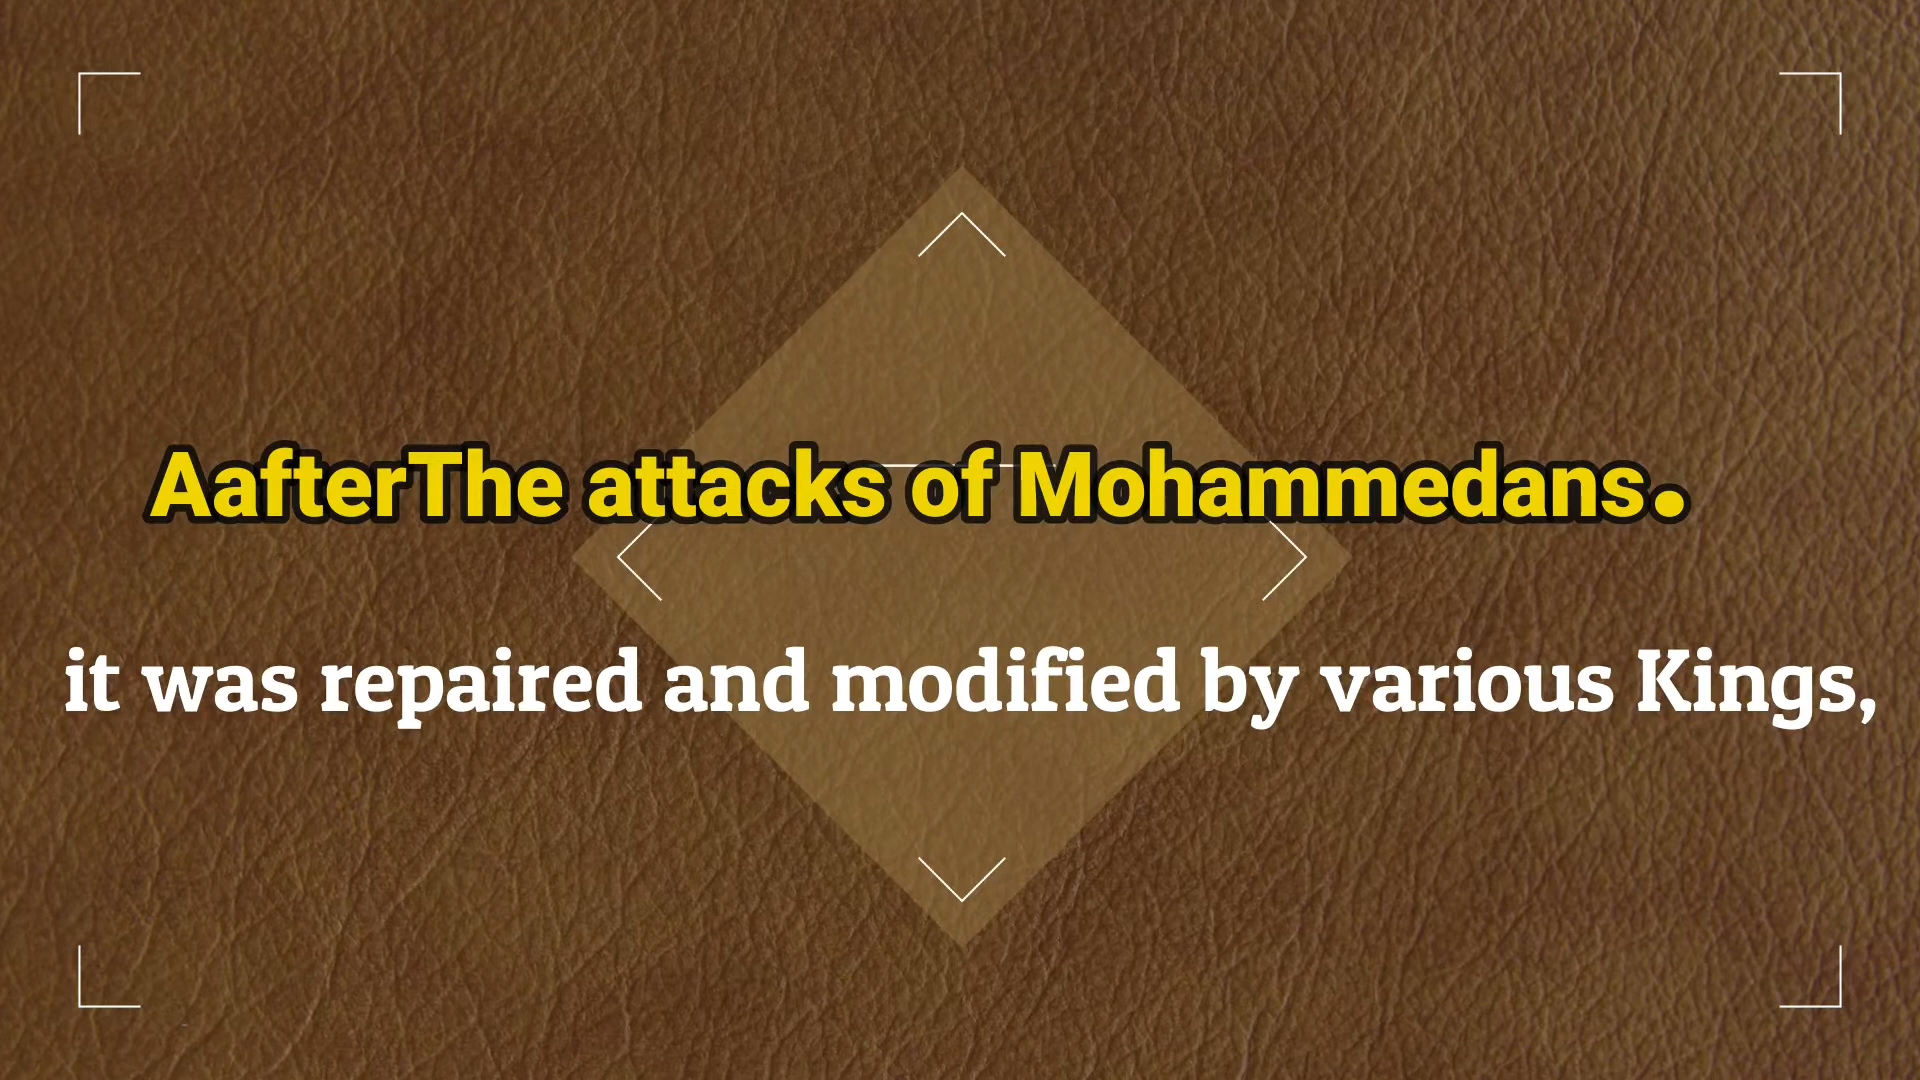 AafterThe attacks of Mohammedans.
it was repaired and modified by various Kings,